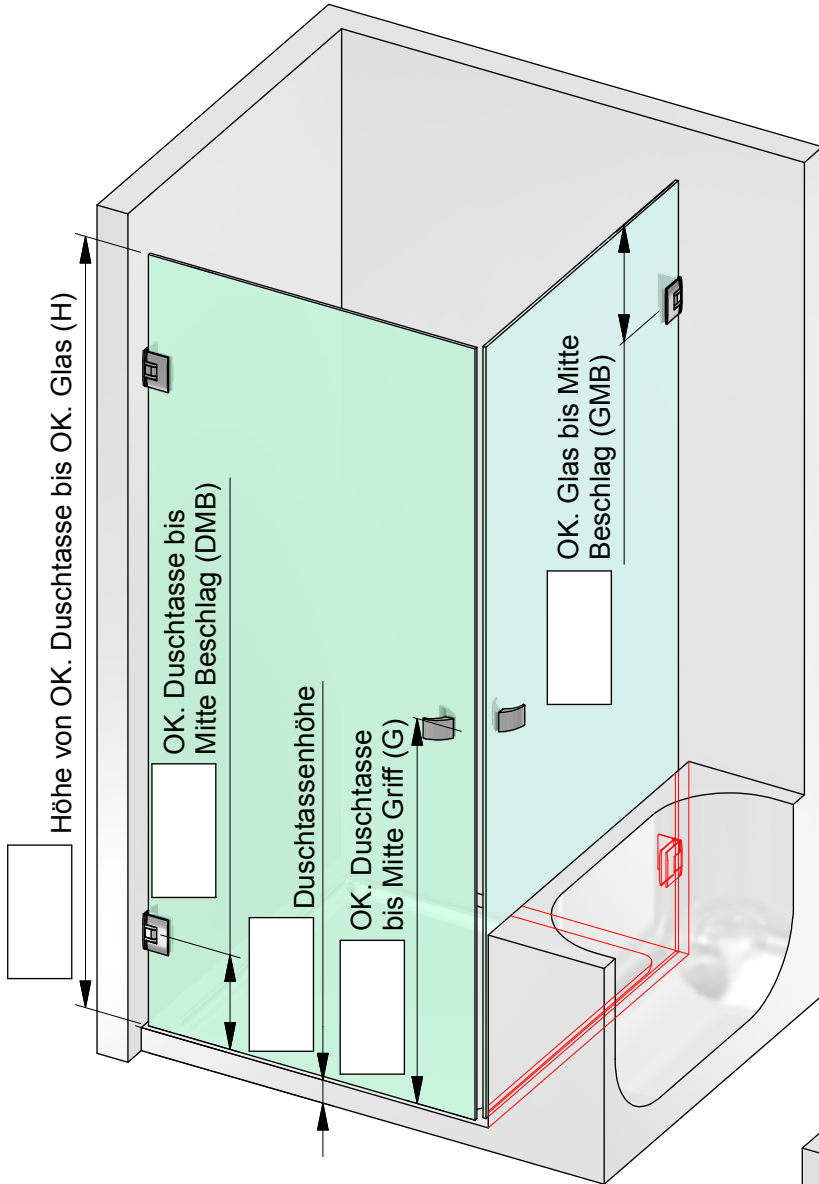 Höhe von OK. Duschtasse bis OK. Glas (H)
OK. Duschtasse bis
Mitte Beschlag (DMB)
Duschtassenhöhe
OK. Duschtasse
bis Mitte Griff (G)
OK. Glas bis Mitte
Beschlag (GMB)